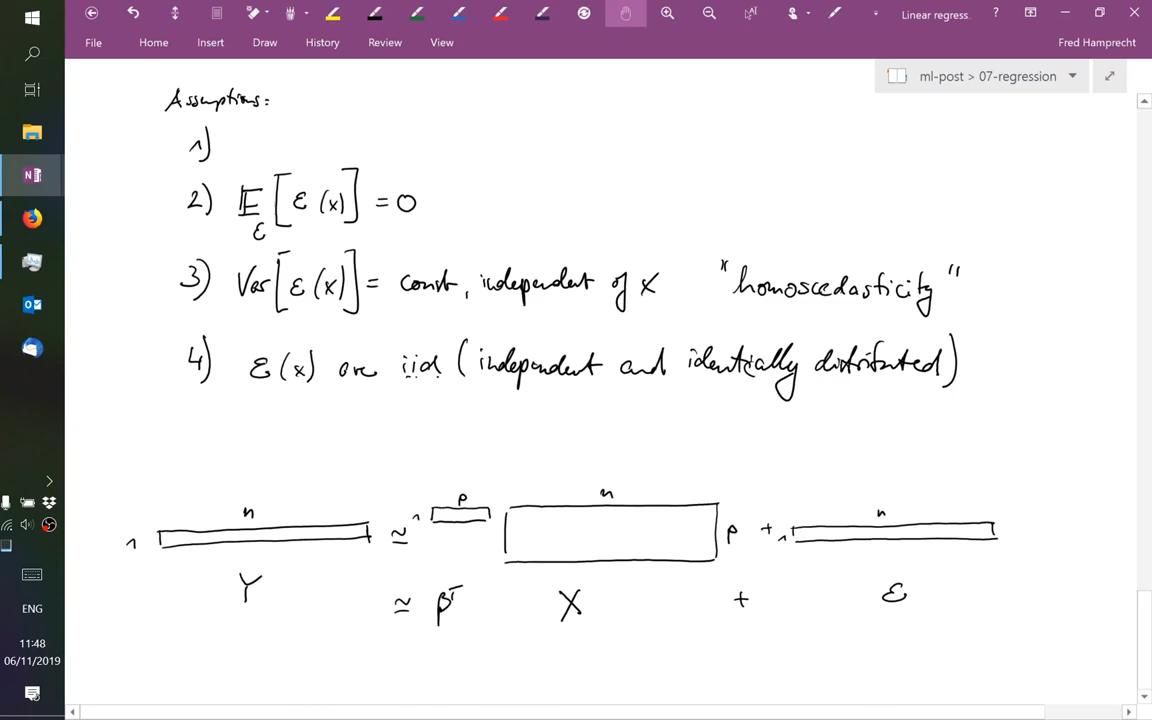 Linear regress...
File Home Insert Draw History Review View Fred Hamprecht
ml-post > 07-regression
Assumptions:
1)
2) 𝔼_ε [ε(x)] = 0
3) Var[ε(x)] = const, independent of x "homoscedasticity"
4) ε(x) are iid (independent and identically distributed)
n p n n
1 ≅ 1 p + 1
Y ≅ βᵀ X + ε
ENG
11:48
06/11/2019